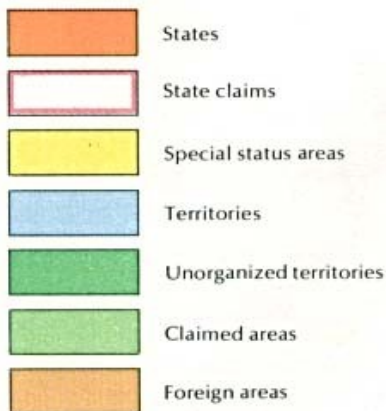 States
State claims
Special status areas
Territories
Unorganized territories
Claimed areas
Foreign areas